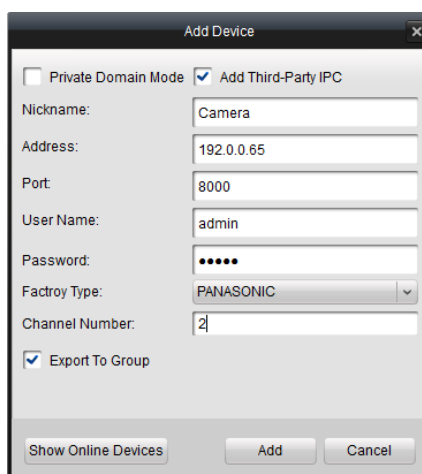 Add Device
Private Domain Mode Add Third-Party IPC
Nickname: Camera
Address: 192.0.0.65
Port: 8000
User Name: admin
Password: •••••
Factroy Type: PANASONIC
Channel Number: 2
Export To Group
Show Online Devices Add Cancel